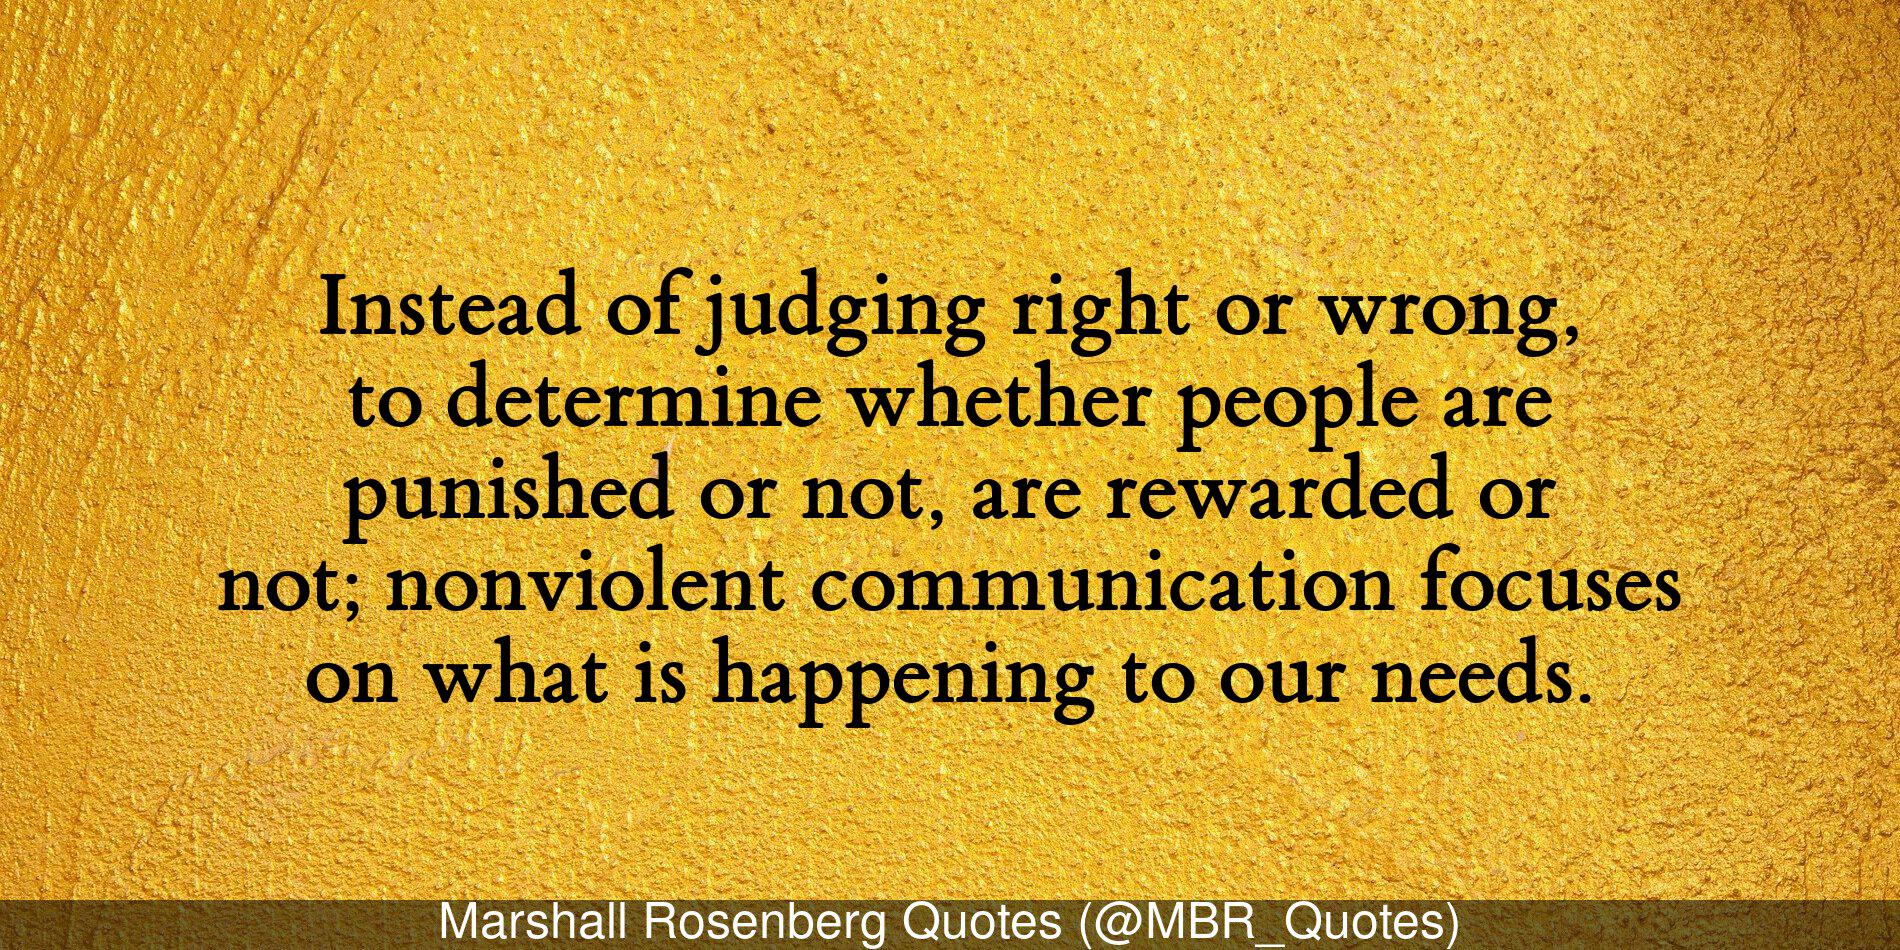 Instead of judging right or wrong,
to determine whether people are
punished or not, are rewarded or
not; nonviolent communication focuses
on what is happening to our needs.
Marshall Rosenberg Quotes (@MBR_Quotes)